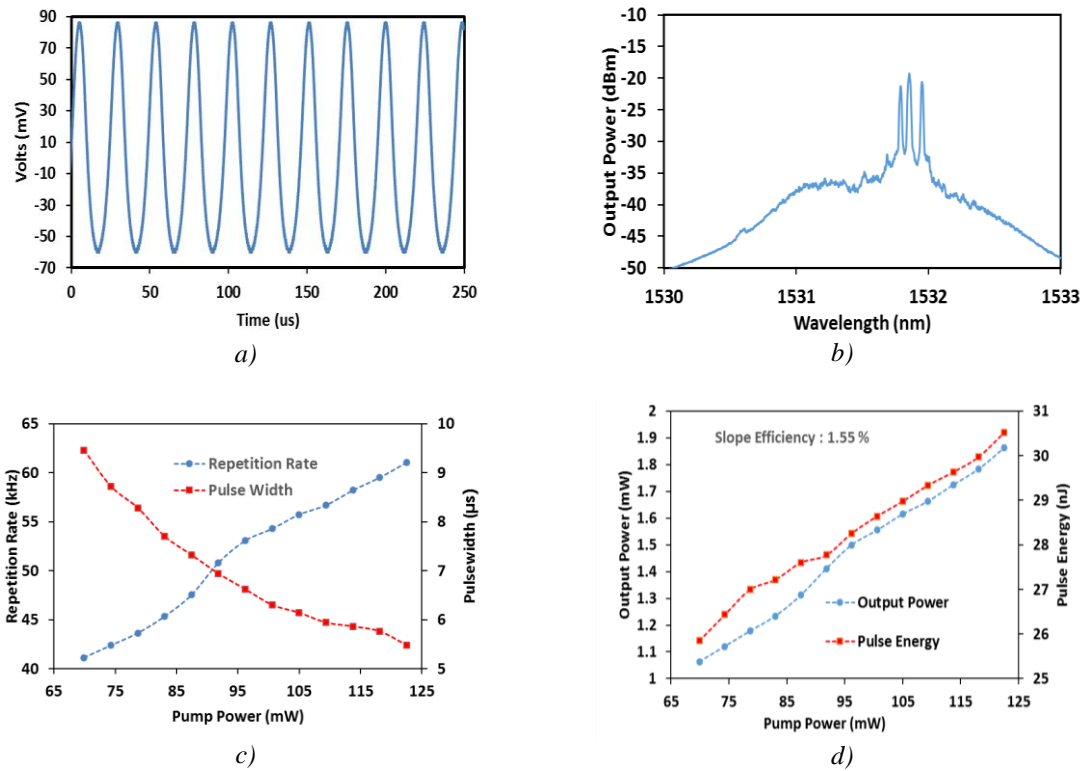 90
70
50
30
10
-10
-30
-50
-70
Volts (mV)
0 50 100 150 200 250
Time (us)
a)
-10
-15
-20
-25
-30
-35
-40
-45
-50
Output Power (dBm)
1530 1531 1532 1533
Wavelength (nm)
b)
65
60
55
50
45
40
Repetition Rate (kHz)
Repetition Rate
Pulse Width
10
9
8
7
6
5
Pulsewidth (µs)
65 75 85 95 105 115 125
Pump Power (mW)
c)
2
1.9
1.8
1.7
1.6
1.5
1.4
1.3
1.2
1.1
1
Output Power (mW)
Slope Efficiency : 1.55 %
Output Power
Pulse Energy
31
30
29
28
27
26
25
Pulse Energy (nJ)
65 75 85 95 105 115 125
Pump Power (mW)
d)